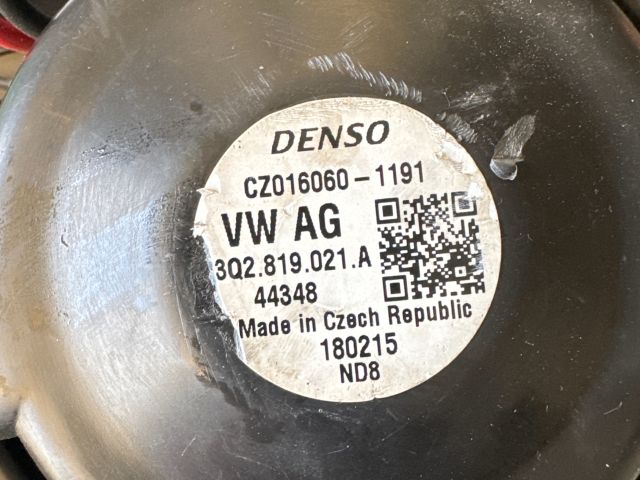 DENSO
CZ016060-1191
VW AG
3Q2.819.021.A
44348
Made in Czech Republic
180215
ND8